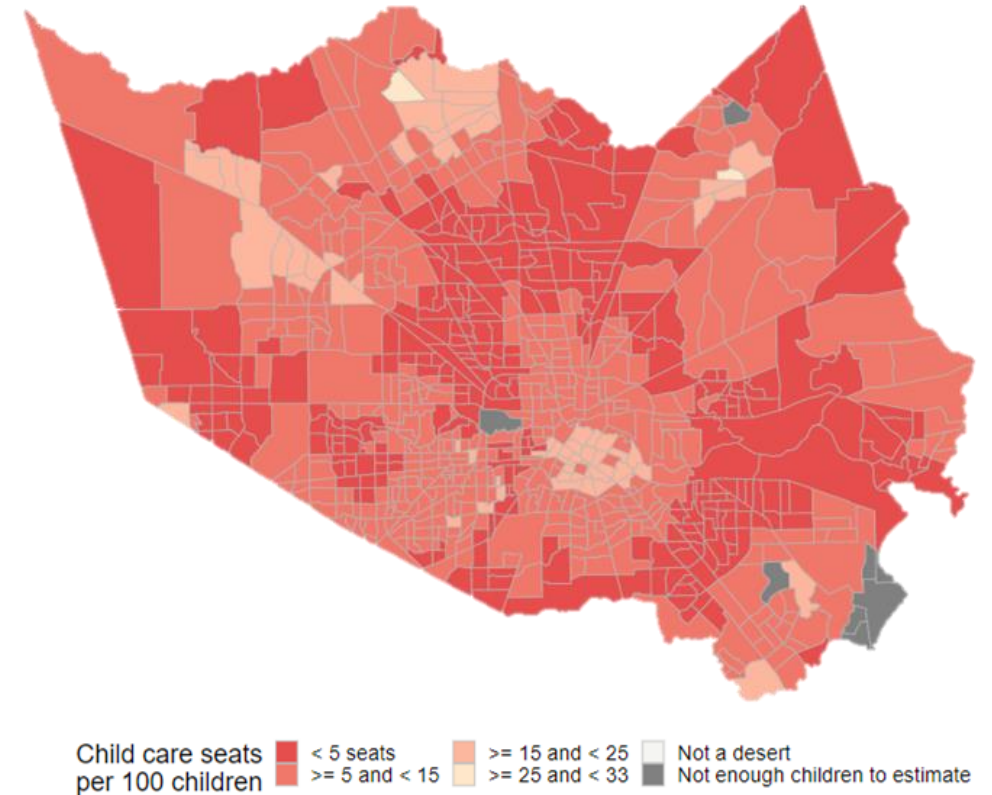 Child care seats
per 100 children
< 5 seats
>= 5 and < 15
>= 15 and < 25
>= 25 and < 33
Not a desert
Not enough children to estimate